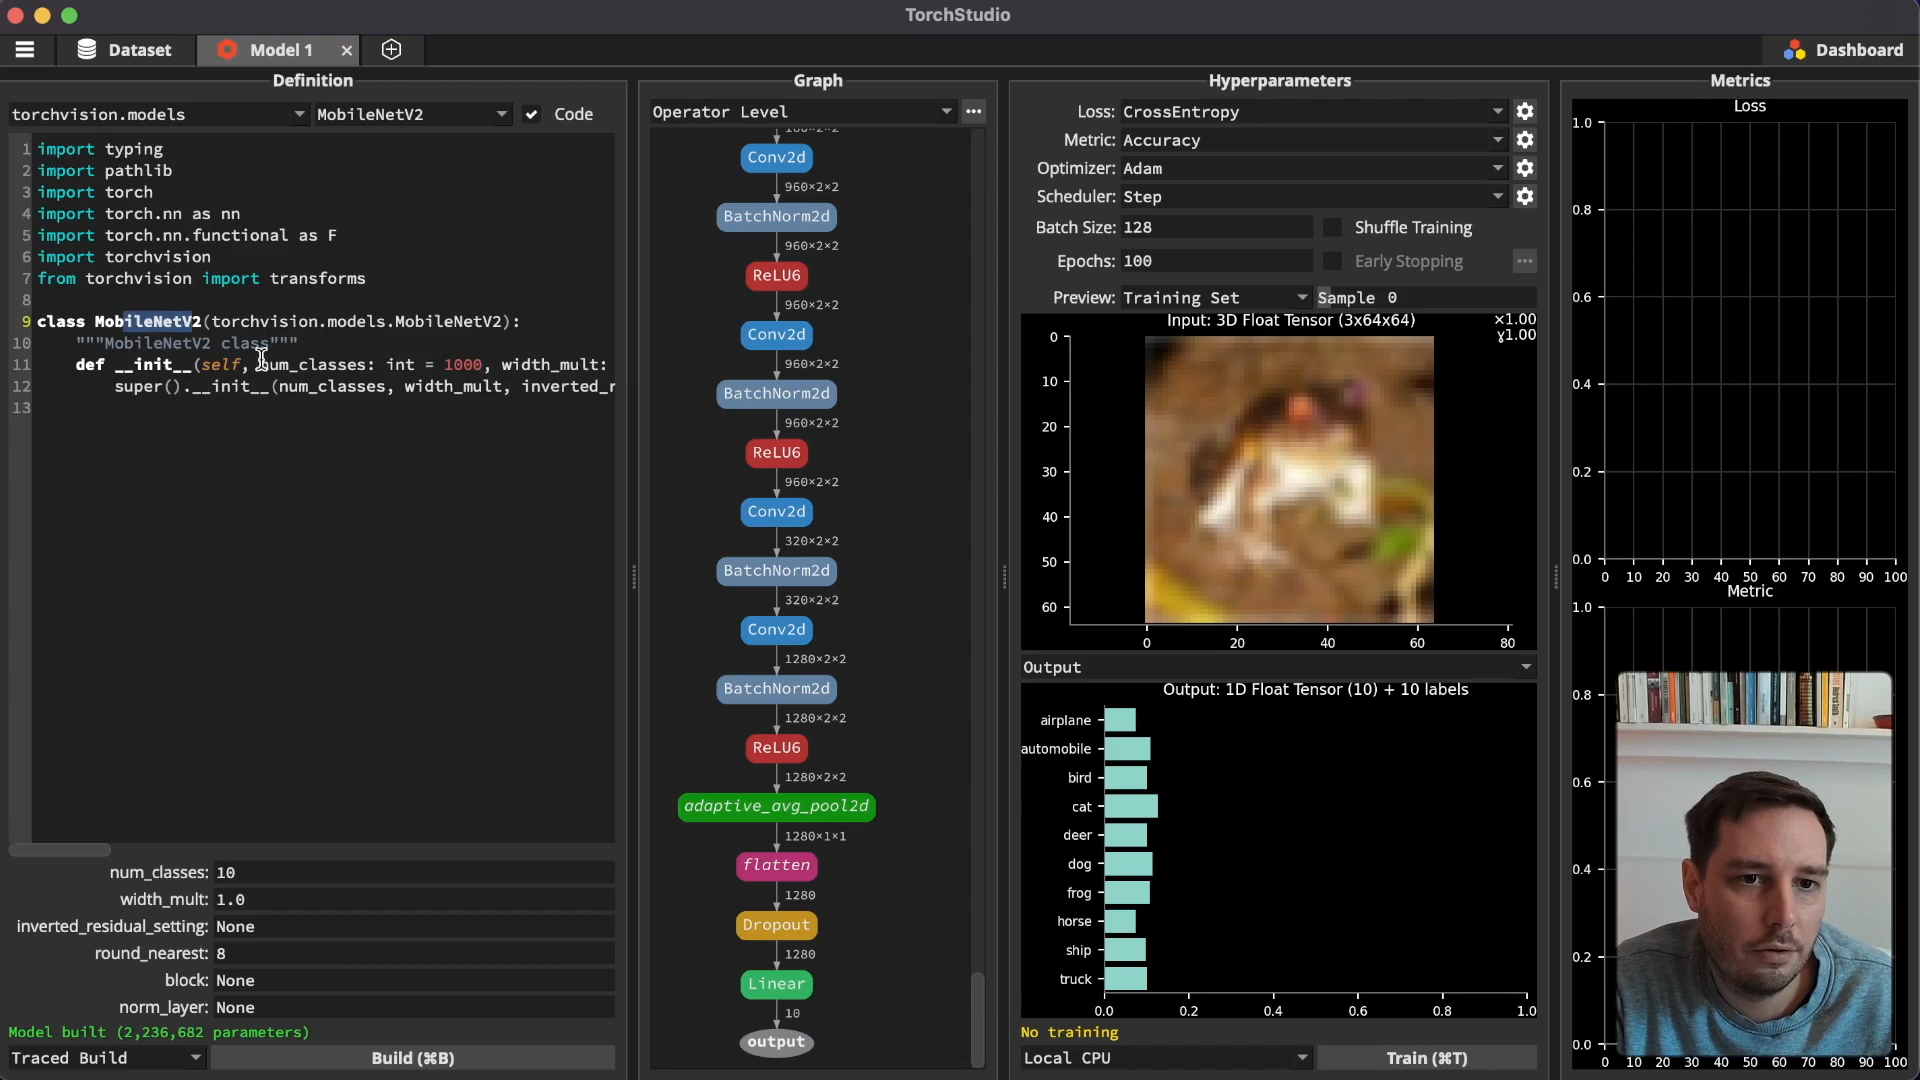 TorchStudio
Dataset
Model 1
Dashboard
Definition
torchvision.models
MobileNetV2
Code
1 import typing
2 import pathlib
3 import torch
4 import torch.nn as nn
5 import torch.nn.functional as F
6 import torchvision
7 from torchvision import transforms
8
9 class MobileNetV2(torchvision.models.MobileNetV2):
10 """MobileNetV2 class"""
11 def __init__(self, num_classes: int = 1000, width_mult:
12 super().__init__(num_classes, width_mult, inverted_r
13
num_classes: 10
width_mult: 1.0
inverted_residual_setting: None
round_nearest: 8
block: None
norm_layer: None
Model built (2,236,682 parameters)
Traced Build
Build (⌘B)
Graph
Operator Level
Conv2d
960×2×2
BatchNorm2d
960×2×2
ReLU6
960×2×2
Conv2d
960×2×2
BatchNorm2d
960×2×2
ReLU6
960×2×2
Conv2d
320×2×2
BatchNorm2d
320×2×2
Conv2d
1280×2×2
BatchNorm2d
1280×2×2
ReLU6
1280×2×2
adaptive_avg_pool2d
1280×1×1
flatten
1280
Dropout
1280
Linear
10
output
Hyperparameters
Loss: CrossEntropy
Metric: Accuracy
Optimizer: Adam
Scheduler: Step
Batch Size: 128
Shuffle Training
Epochs: 100
Early Stopping
Preview: Training Set
Sample 0
Input: 3D Float Tensor (3x64x64)
×1.00
y1.00
0
10
20
30
40
50
60
0 20 40 60 80
Output
Output: 1D Float Tensor (10) + 10 labels
airplane
automobile
bird
cat
deer
dog
frog
horse
ship
truck
0.0 0.2 0.4 0.6 0.8 1.0
No training
Local CPU
Train (⌘T)
Metrics
Loss
1.0
0.8
0.6
0.4
0.2
0.0
0 10 20 30 40 50 60 70 80 90 100
Metric
1.0
0.8
0.6
0.4
0.2
0.0
0 10 20 30 40 50 60 70 80 90 100